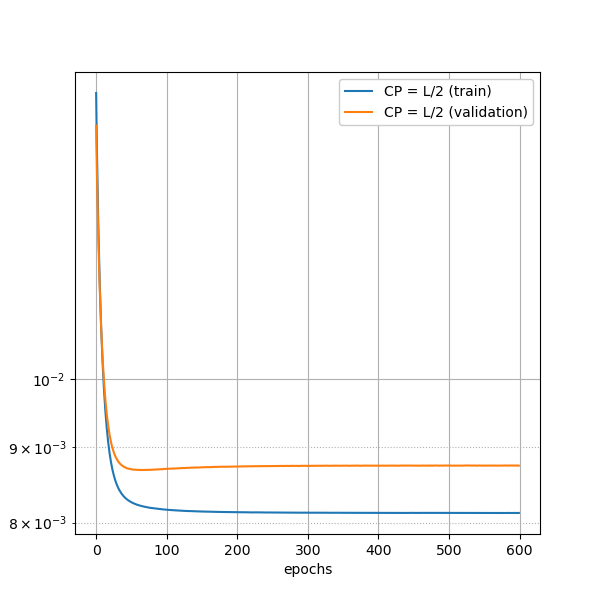 CP = L/2 (train)
CP = L/2 (validation)
10⁻²
9 × 10⁻³
8 × 10⁻³
0 100 200 300 400 500 600
epochs